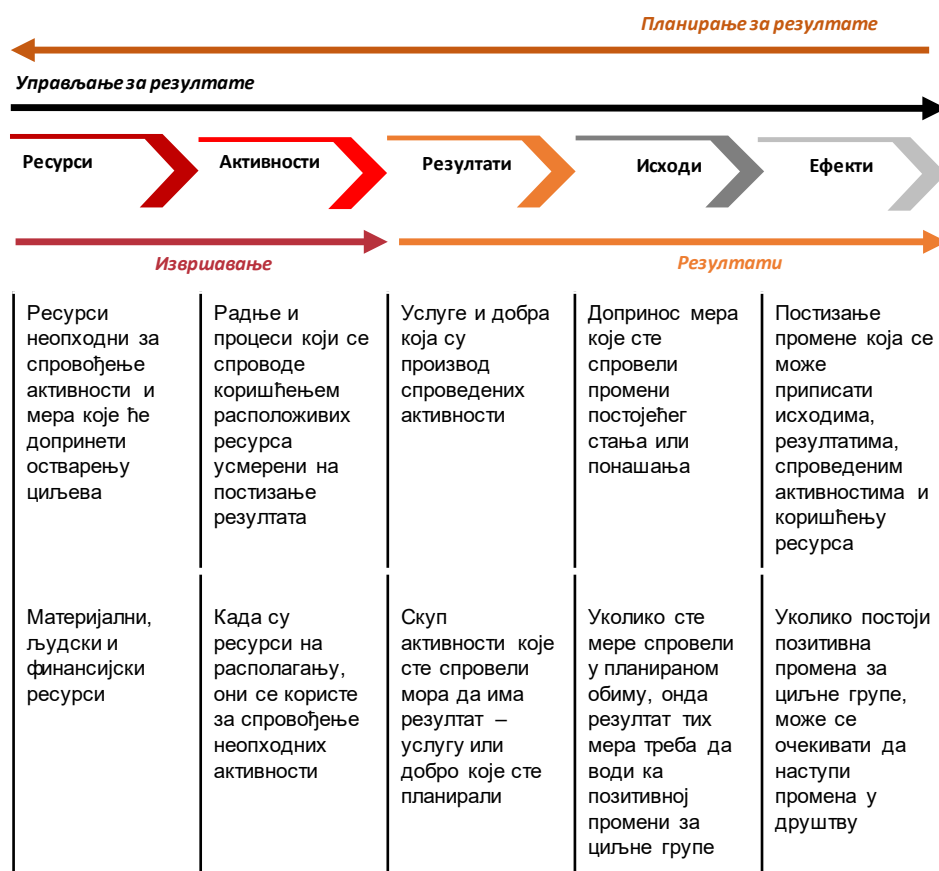 Планирање за резултате
Управљање за резултате
Ресурси
Активности
Резултати
Исходи
Ефекти
Извршавање
Резултати
Ресурси
неопходни за
спровођење
активности и
мера које ће
допринети
остварењу
циљева
Радње и
процеси који се
спроводе
коришћењем
расположивих
ресурса
усмерени на
постизање
резултата
Услуге и добра
која су
производ
спроведених
активности
Допринос мера
које сте
спровели
промени
постојећег
стања или
понашања
Постизање
промене која се
може
приписати
исходима,
резултатима,
спроведеним
активностима и
коришћењу
ресурса
Материјални,
људски и
финансијски
ресурси
Када су
ресурси на
располагању,
они се користе
за спровођење
неопходних
активности
Скуп
активности које
сте спровели
мора да има
резултат –
услугу или
добро које сте
планирали
Уколико сте
мере спровели
у планираном
обиму, онда
резултат тих
мера треба да
води ка
позитивној
промени за
циљне групе
Уколико постоји
позитивна
промена за
циљне групе,
може се
очекивати да
наступи
промена у
друштву